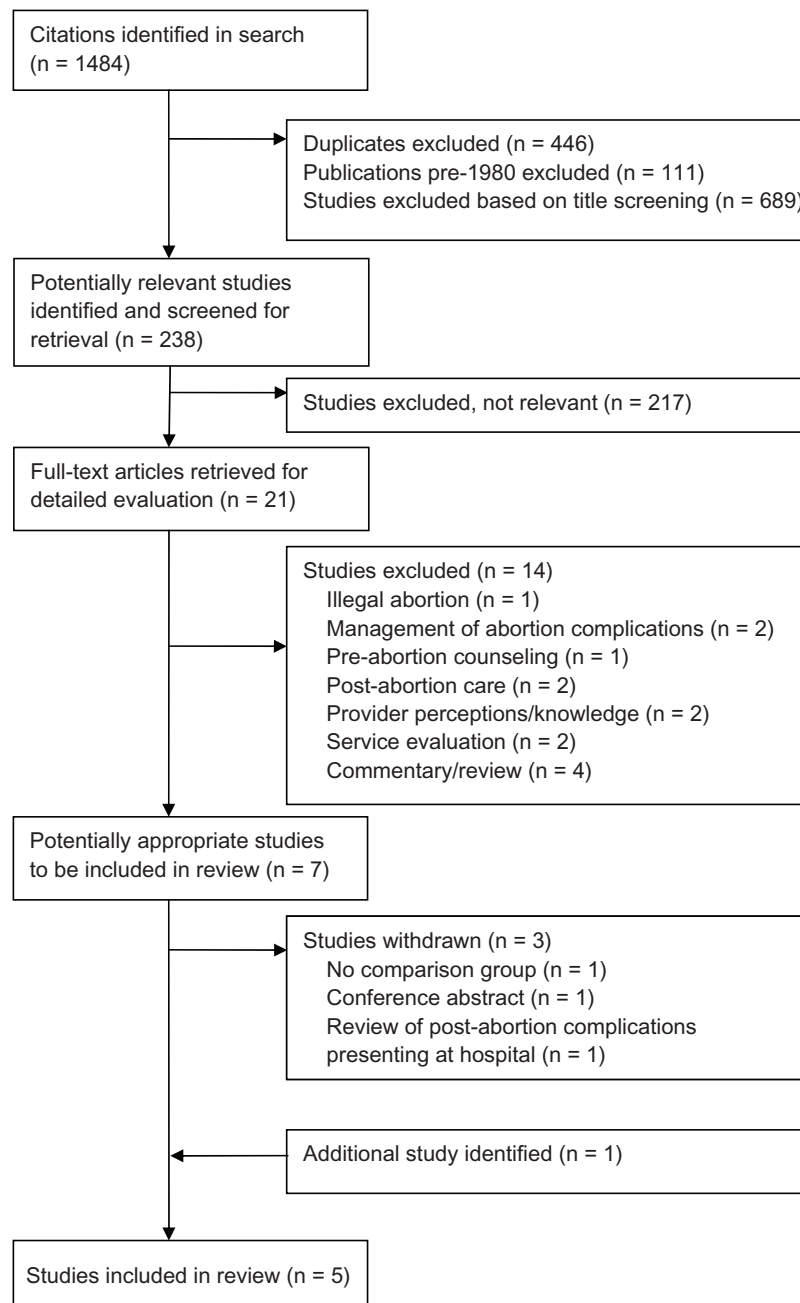 Citations identified in search
(n = 1484)
Duplicates excluded (n = 446)
Publications pre-1980 excluded (n = 111)
Studies excluded based on title screening (n = 689)
Potentially relevant studies
identified and screened for
retrieval (n = 238)
Studies excluded, not relevant (n = 217)
Full-text articles retrieved for
detailed evaluation (n = 21)
Studies excluded (n = 14)
Illegal abortion (n = 1)
Management of abortion complications (n = 2)
Pre-abortion counseling (n = 1)
Post-abortion care (n = 2)
Provider perceptions/knowledge (n = 2)
Service evaluation (n = 2)
Commentary/review (n = 4)
Potentially appropriate studies
to be included in review (n = 7)
Studies withdrawn (n = 3)
No comparison group (n = 1)
Conference abstract (n = 1)
Review of post-abortion complications
presenting at hospital (n = 1)
Additional study identified (n = 1)
Studies included in review (n = 5)